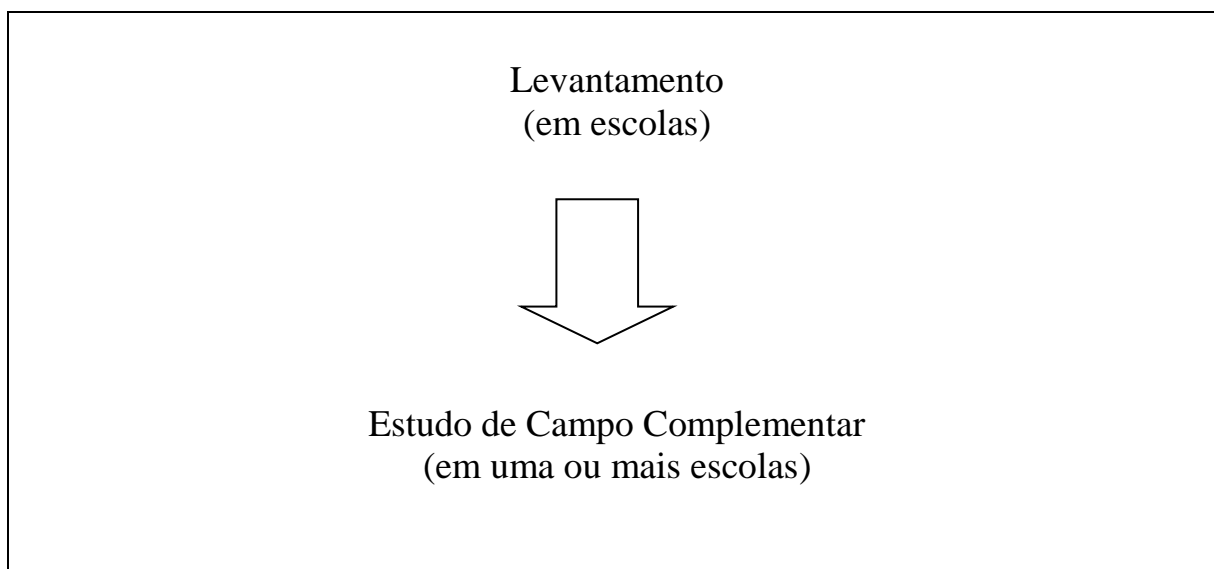 Levantamento
(em escolas)
Estudo de Campo Complementar
(em uma ou mais escolas)